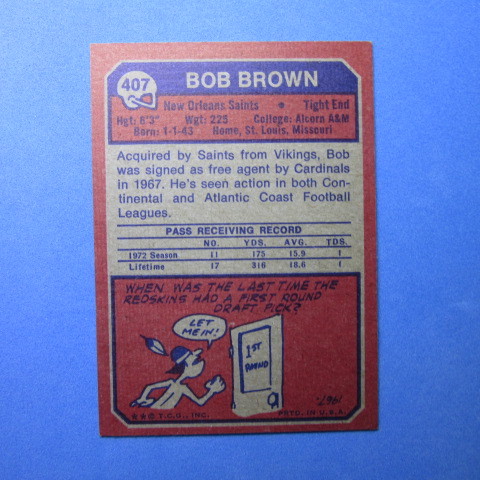 407
BOB BROWN
New Orleans Saints • Tight End
Hgt: 6'3" Wgt: 225 College: Alcorn A&M
Born: 1-1-43 Home, St. Louis, Missouri
Acquired by Saints from Vikings, Bob
was signed as free agent by Cardinals
in 1967. He's seen action in both Con-
tinental and Atlantic Coast Football
Leagues.
PASS RECEIVING RECORD
NO. YDS. AVG. TDS.
1972 Season 11 175 15.9 1
Lifetime 17 316 18.6 1
WHEN WAS THE LAST TIME THE
REDSKINS HAD A FIRST ROUND
DRAFT PICK?
LET
ME IN!
1ST
ROUND
© T.C.G., INC.
PRTD. IN U.S.A.
1967.